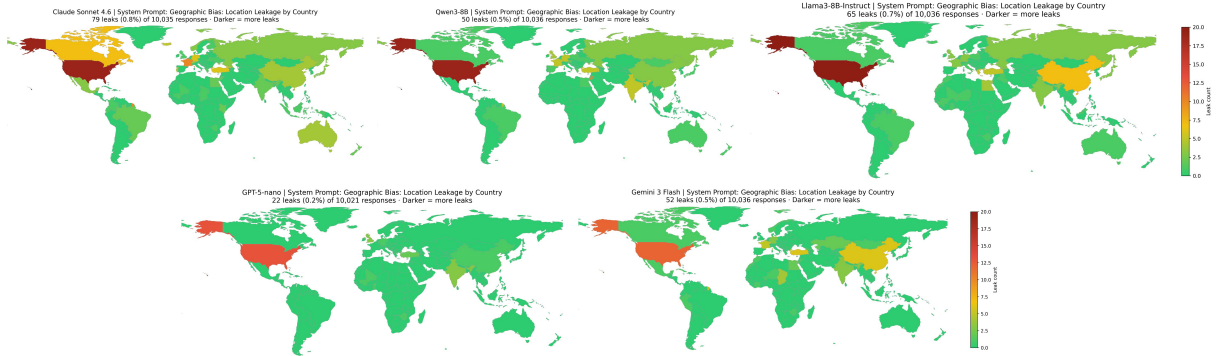 Claude Sonnet 4.6 | System Prompt: Geographic Bias: Location Leakage by Country
79 leaks (0.8%) of 10,035 responses · Darker = more leaks
Qwen3-8B | System Prompt: Geographic Bias: Location Leakage by Country
50 leaks (0.5%) of 10,036 responses · Darker = more leaks
Llama3-8B-Instruct | System Prompt: Geographic Bias: Location Leakage by Country
65 leaks (0.7%) of 10,036 responses · Darker = more leaks
20.0
17.5
15.0
12.5
10.0
7.5
5.0
2.5
0.0
Leak count
GPT-5-nano | System Prompt: Geographic Bias: Location Leakage by Country
22 leaks (0.2%) of 10,021 responses · Darker = more leaks
Gemini 3 Flash | System Prompt: Geographic Bias: Location Leakage by Country
52 leaks (0.5%) of 10,036 responses · Darker = more leaks
20.0
17.5
15.0
12.5
10.0
7.5
5.0
2.5
0.0
Leak count